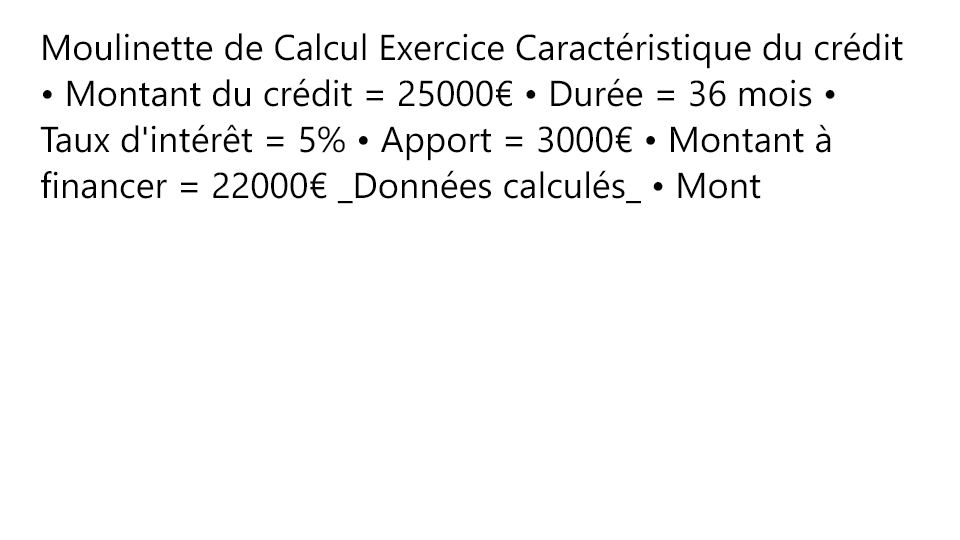 Moulinette de Calcul Exercice Caractéristique du crédit
• Montant du crédit = 25000€ • Durée = 36 mois •
Taux d'intérêt = 5% • Apport = 3000€ • Montant à
financer = 22000€ _Données calculés_ • Mont